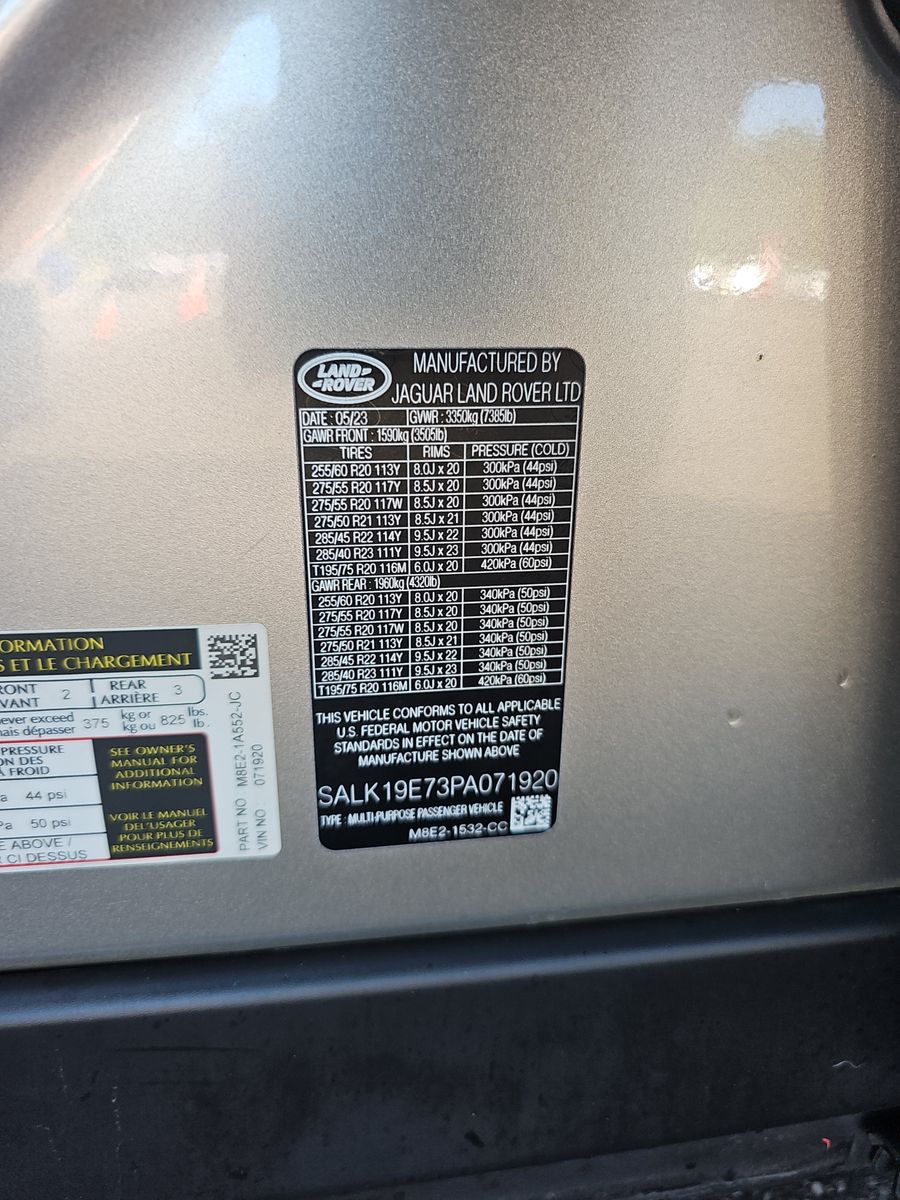 LAND-
-ROVER
MANUFACTURED BY
JAGUAR LAND ROVER LTD
DATE : 05/23 GVWR : 3350kg (7385lb)
GAWR FRONT : 1590kg (3505lb)
TIRES RIMS PRESSURE (COLD)
255/60 R20 113Y 8.0J x 20 300kPa (44psi)
275/55 R20 117Y 8.5J x 20 300kPa (44psi)
275/55 R20 117W 8.5J x 20 300kPa (44psi)
275/50 R21 113Y 8.5J x 21 300kPa (44psi)
285/45 R22 114Y 9.5J x 22 300kPa (44psi)
285/40 R23 111Y 9.5J x 23 300kPa (44psi)
T195/75 R20 116M 6.0J x 20 420kPa (60psi)
GAWR REAR : 1960kg (4320lb)
255/60 R20 113Y 8.0J x 20 340kPa (50psi)
275/55 R20 117Y 8.5J x 20 340kPa (50psi)
275/55 R20 117W 8.5J x 20 340kPa (50psi)
275/50 R21 113Y 8.5J x 21 340kPa (50psi)
285/45 R22 114Y 9.5J x 22 340kPa (50psi)
285/40 R23 111Y 9.5J x 23 340kPa (50psi)
T195/75 R20 116M 6.0J x 20 420kPa (60psi)
THIS VEHICLE CONFORMS TO ALL APPLICABLE
U.S. FEDERAL MOTOR VEHICLE SAFETY
STANDARDS IN EFFECT ON THE DATE OF
MANUFACTURE SHOWN ABOVE
SALK19E73PA071920
TYPE : MULTI-PURPOSE PASSENGER VEHICLE
M8E2-1532-CC
FORMATION
S ET LE CHARGEMENT
RONT
VANT 2 REAR
ARRIÈRE 3
never exceed
mais dépasser 375 kg or
kg ou 825 lbs.
lb.
PRESSURE
ON DES
À FROID
a 44 psi
Pa 50 psi
E ABOVE /
CI DESSUS
SEE OWNER'S
MANUAL FOR
ADDITIONAL
INFORMATION
VOIR LE MANUEL
DEL'USAGER
POUR PLUS DE
RENSEIGNEMENTS
PART NO M8E2-1A552-JC
VIN NO 071920